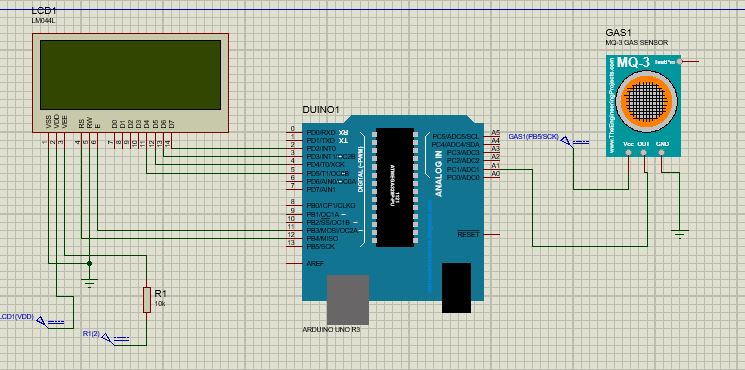 LCD1
LM044L
VSS
VDD
VEE
RS
RW
E
D0
D1
D2
D3
D4
D5
D6
D7
1
2
3
4
5
6
7
8
9
10
11
12
13
14
LCD1(VDD)
R1(2)
R1
10k
DUINO1
0
1
2
3
4
5
6
7
8
9
10
11
12
13
PD0/RXD
PD1/TXD
PD2/INT0
PD3/INT1/OC2B
PD4/T0/XCK
PD5/T1/OC0B
PD6/AIN0/OC0A
PD7/AIN1
PB0/ICP1/CLKO
PB1/OC1A
PB2/SS/OC1B
PB3/MOSI/OC2A
PB4/MISO
PB5/SCK
AREF
RX
TX
DIGITAL (~PWM)
ATMEGA328P-PU
1121
ANALOG IN
PC5/ADC5/SCL
PC4/ADC4/SDA
PC3/ADC3
PC2/ADC2
PC1/ADC1
PC0/ADC0
A5
A4
A3
A2
A1
A0
RESET
ARDUINO UNO R3
GAS1(PB5/SCK)
GAS1
MQ-3 GAS SENSOR
MQ-3
TestPin
www.TheEngineeringProjects.com
Vcc
OUT
GND